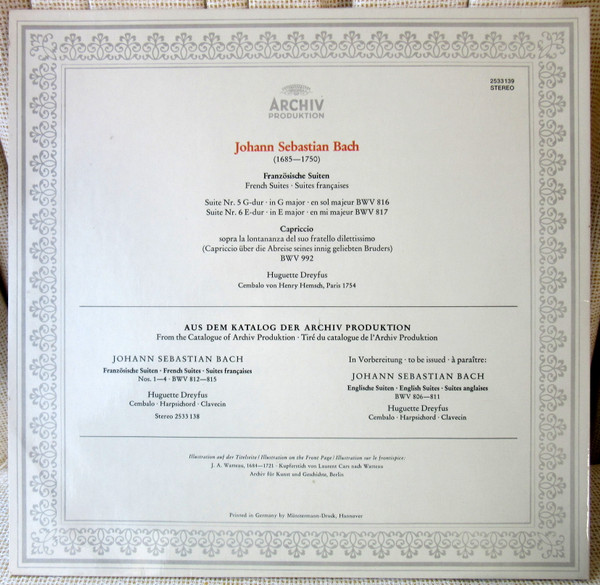 2533139
STEREO
ARCHIV
PRODUKTION
Johann Sebastian Bach
(1685—1750)
Französische Suiten
French Suites · Suites françaises
Suite Nr. 5 G-dur · in G major · en sol majeur BWV 816
Suite Nr. 6 E-dur · in E major · en mi majeur BWV 817
Capriccio
sopra la lontananza del suo fratello dilettissimo
(Capriccio über die Abreise seines innig geliebten Bruders)
BWV 992
Huguette Dreyfus
Cembalo von Henry Hemsch, Paris 1754
AUS DEM KATALOG DER ARCHIV PRODUKTION
From the Catalogue of Archiv Produktion · Tiré du catalogue de l'Archiv Produktion
JOHANN SEBASTIAN BACH
Französische Suiten · French Suites · Suites françaises
Nos. 1—4 · BWV 812—815
Huguette Dreyfus
Cembalo · Harpsichord · Clavecin
Stereo 2533 138
In Vorbereitung · to be issued · à paraître:
JOHANN SEBASTIAN BACH
Englische Suiten · English Suites · Suites anglaises
BWV 806—811
Huguette Dreyfus
Cembalo · Harpsichord · Clavecin
Illustration auf der Titelseite / Illustration on the Front Page / Illustration sur le frontispice:
J. A. Watteau, 1684—1721 · Kupferstich von Laurent Cars nach Watteau
Archiv für Kunst und Geschichte, Berlin
Printed in Germany by Münstermann-Druck, Hannover